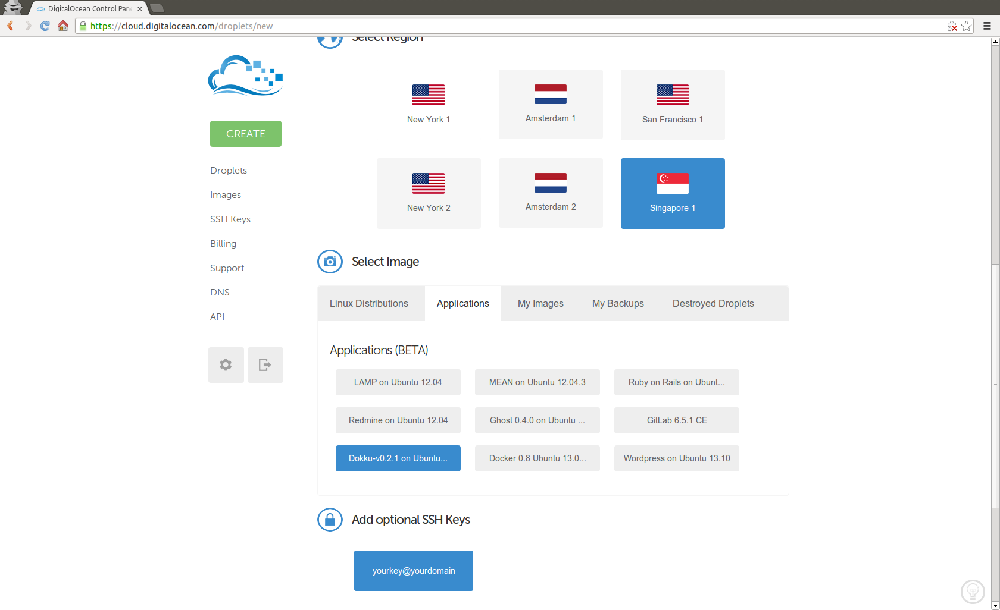 DigitalOcean Control Pan
https://cloud.digitalocean.com/droplets/new
Select Region
CREATE
Droplets
Images
SSH Keys
Billing
Support
DNS
API
New York 1
Amsterdam 1
San Francisco 1
New York 2
Amsterdam 2
Singapore 1
Select Image
Linux Distributions
Applications
My Images
My Backups
Destroyed Droplets
Applications (BETA)
LAMP on Ubuntu 12.04
MEAN on Ubuntu 12.04.3
Ruby on Rails on Ubunt...
Redmine on Ubuntu 12.04
Ghost 0.4.0 on Ubuntu ...
GitLab 6.5.1 CE
Dokku-v0.2.1 on Ubuntu...
Docker 0.8 Ubuntu 13.0...
Wordpress on Ubuntu 13.10
Add optional SSH Keys
yourkey@yourdomain